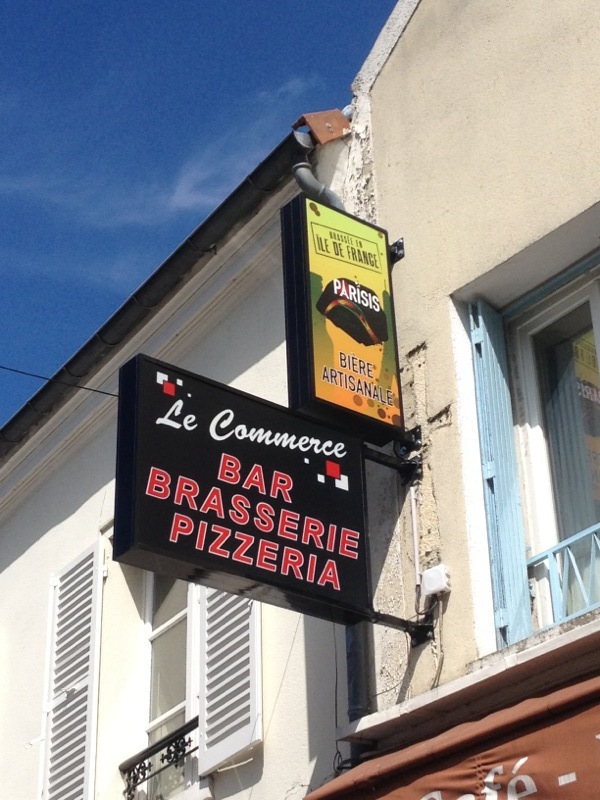 BRASSÉE EN
ÎLE DE FRANCE
PARISIS
BIÈRE
ARTISANALE
Le Commerce
BAR
BRASSERIE
PIZZERIA
Café -